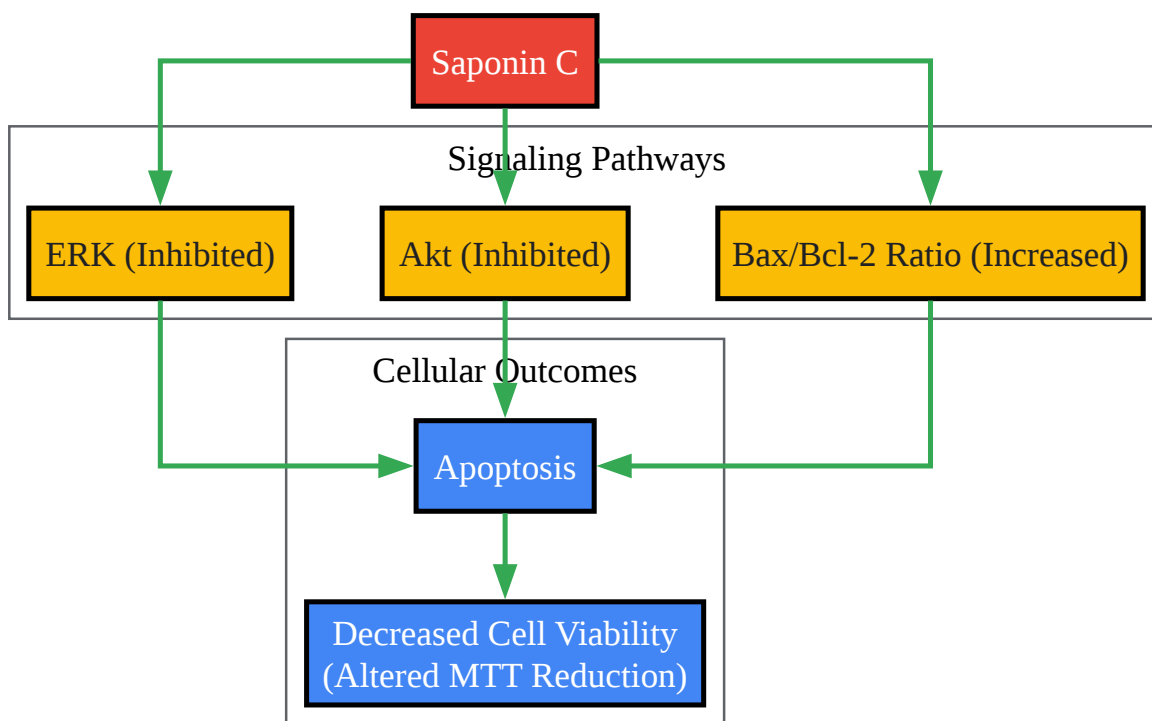 Saponin C
Signaling Pathways
ERK (Inhibited)
Akt (Inhibited)
Bax/Bcl-2 Ratio (Increased)
Cellular Outcomes
Apoptosis
Decreased Cell Viability
(Altered MTT Reduction)